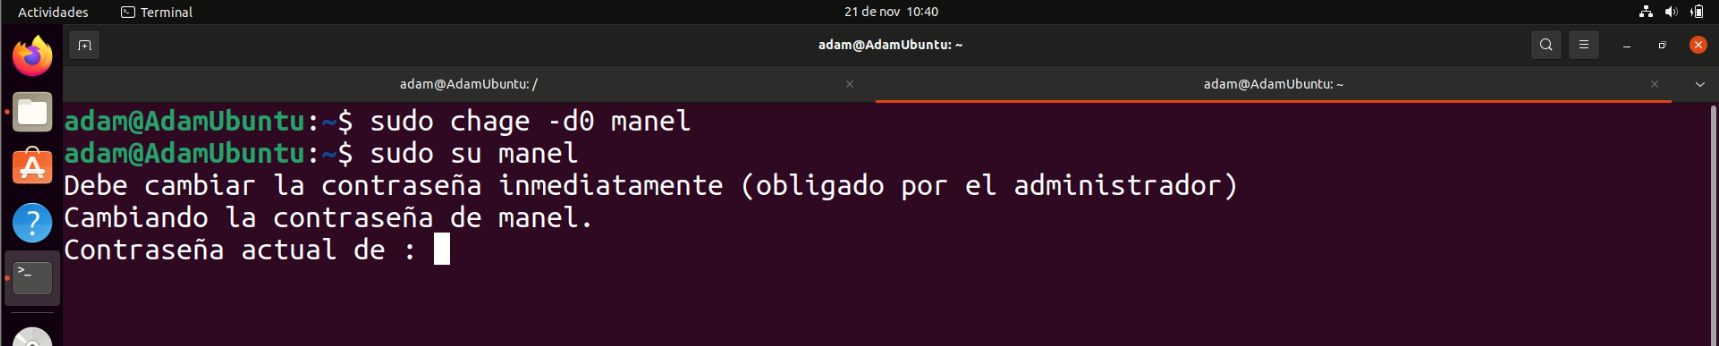 Actividades
Terminal
21 de nov 10:40
adam@AdamUbuntu: ~
adam@AdamUbuntu: /
adam@AdamUbuntu: ~
adam@AdamUbuntu:~$ sudo chage -d0 manel
adam@AdamUbuntu:~$ sudo su manel
Debe cambiar la contraseña inmediatamente (obligado por el administrador)
Cambiando la contraseña de manel.
Contraseña actual de :